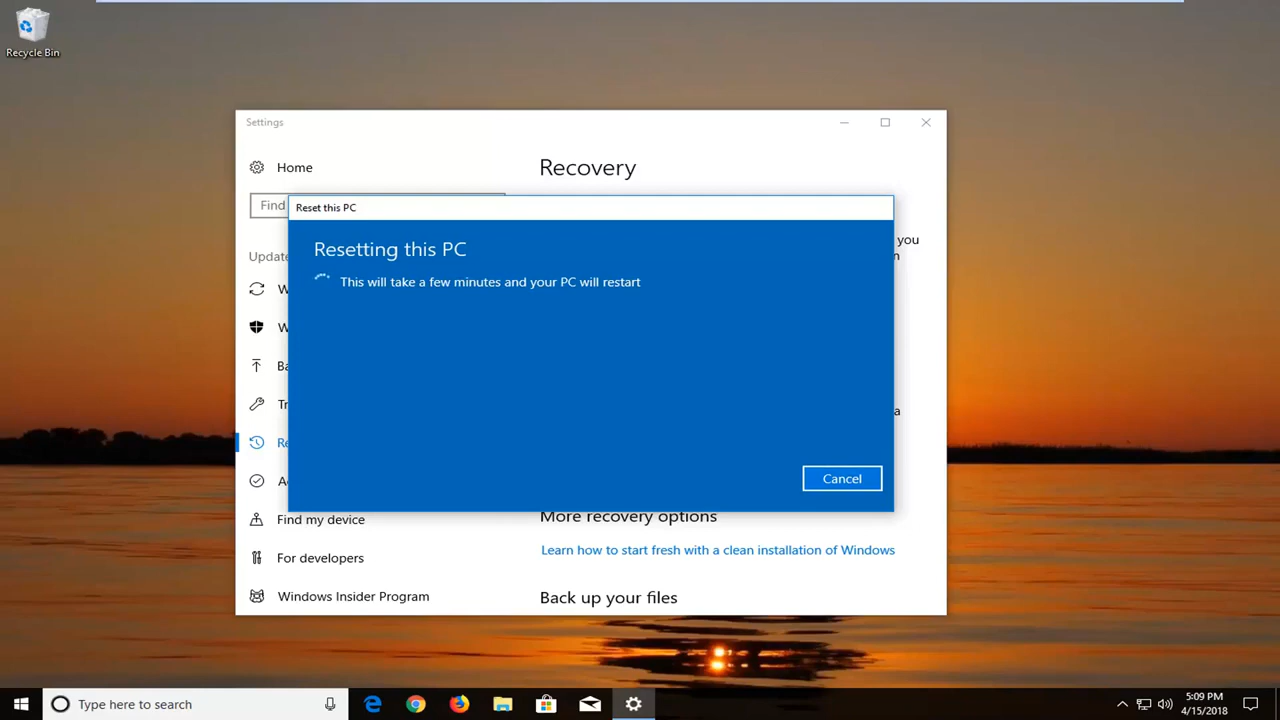 Recycle Bin
Settings
Home
Recovery
Find
Reset this PC
Resetting this PC
This will take a few minutes and your PC will restart
Cancel
you
Update
W
W
Ba
Tr
Re
a
Find my device
For developers
Windows Insider Program
More recovery options
Learn how to start fresh with a clean installation of Windows
Back up your files
Type here to search
5:09 PM
4/15/2018